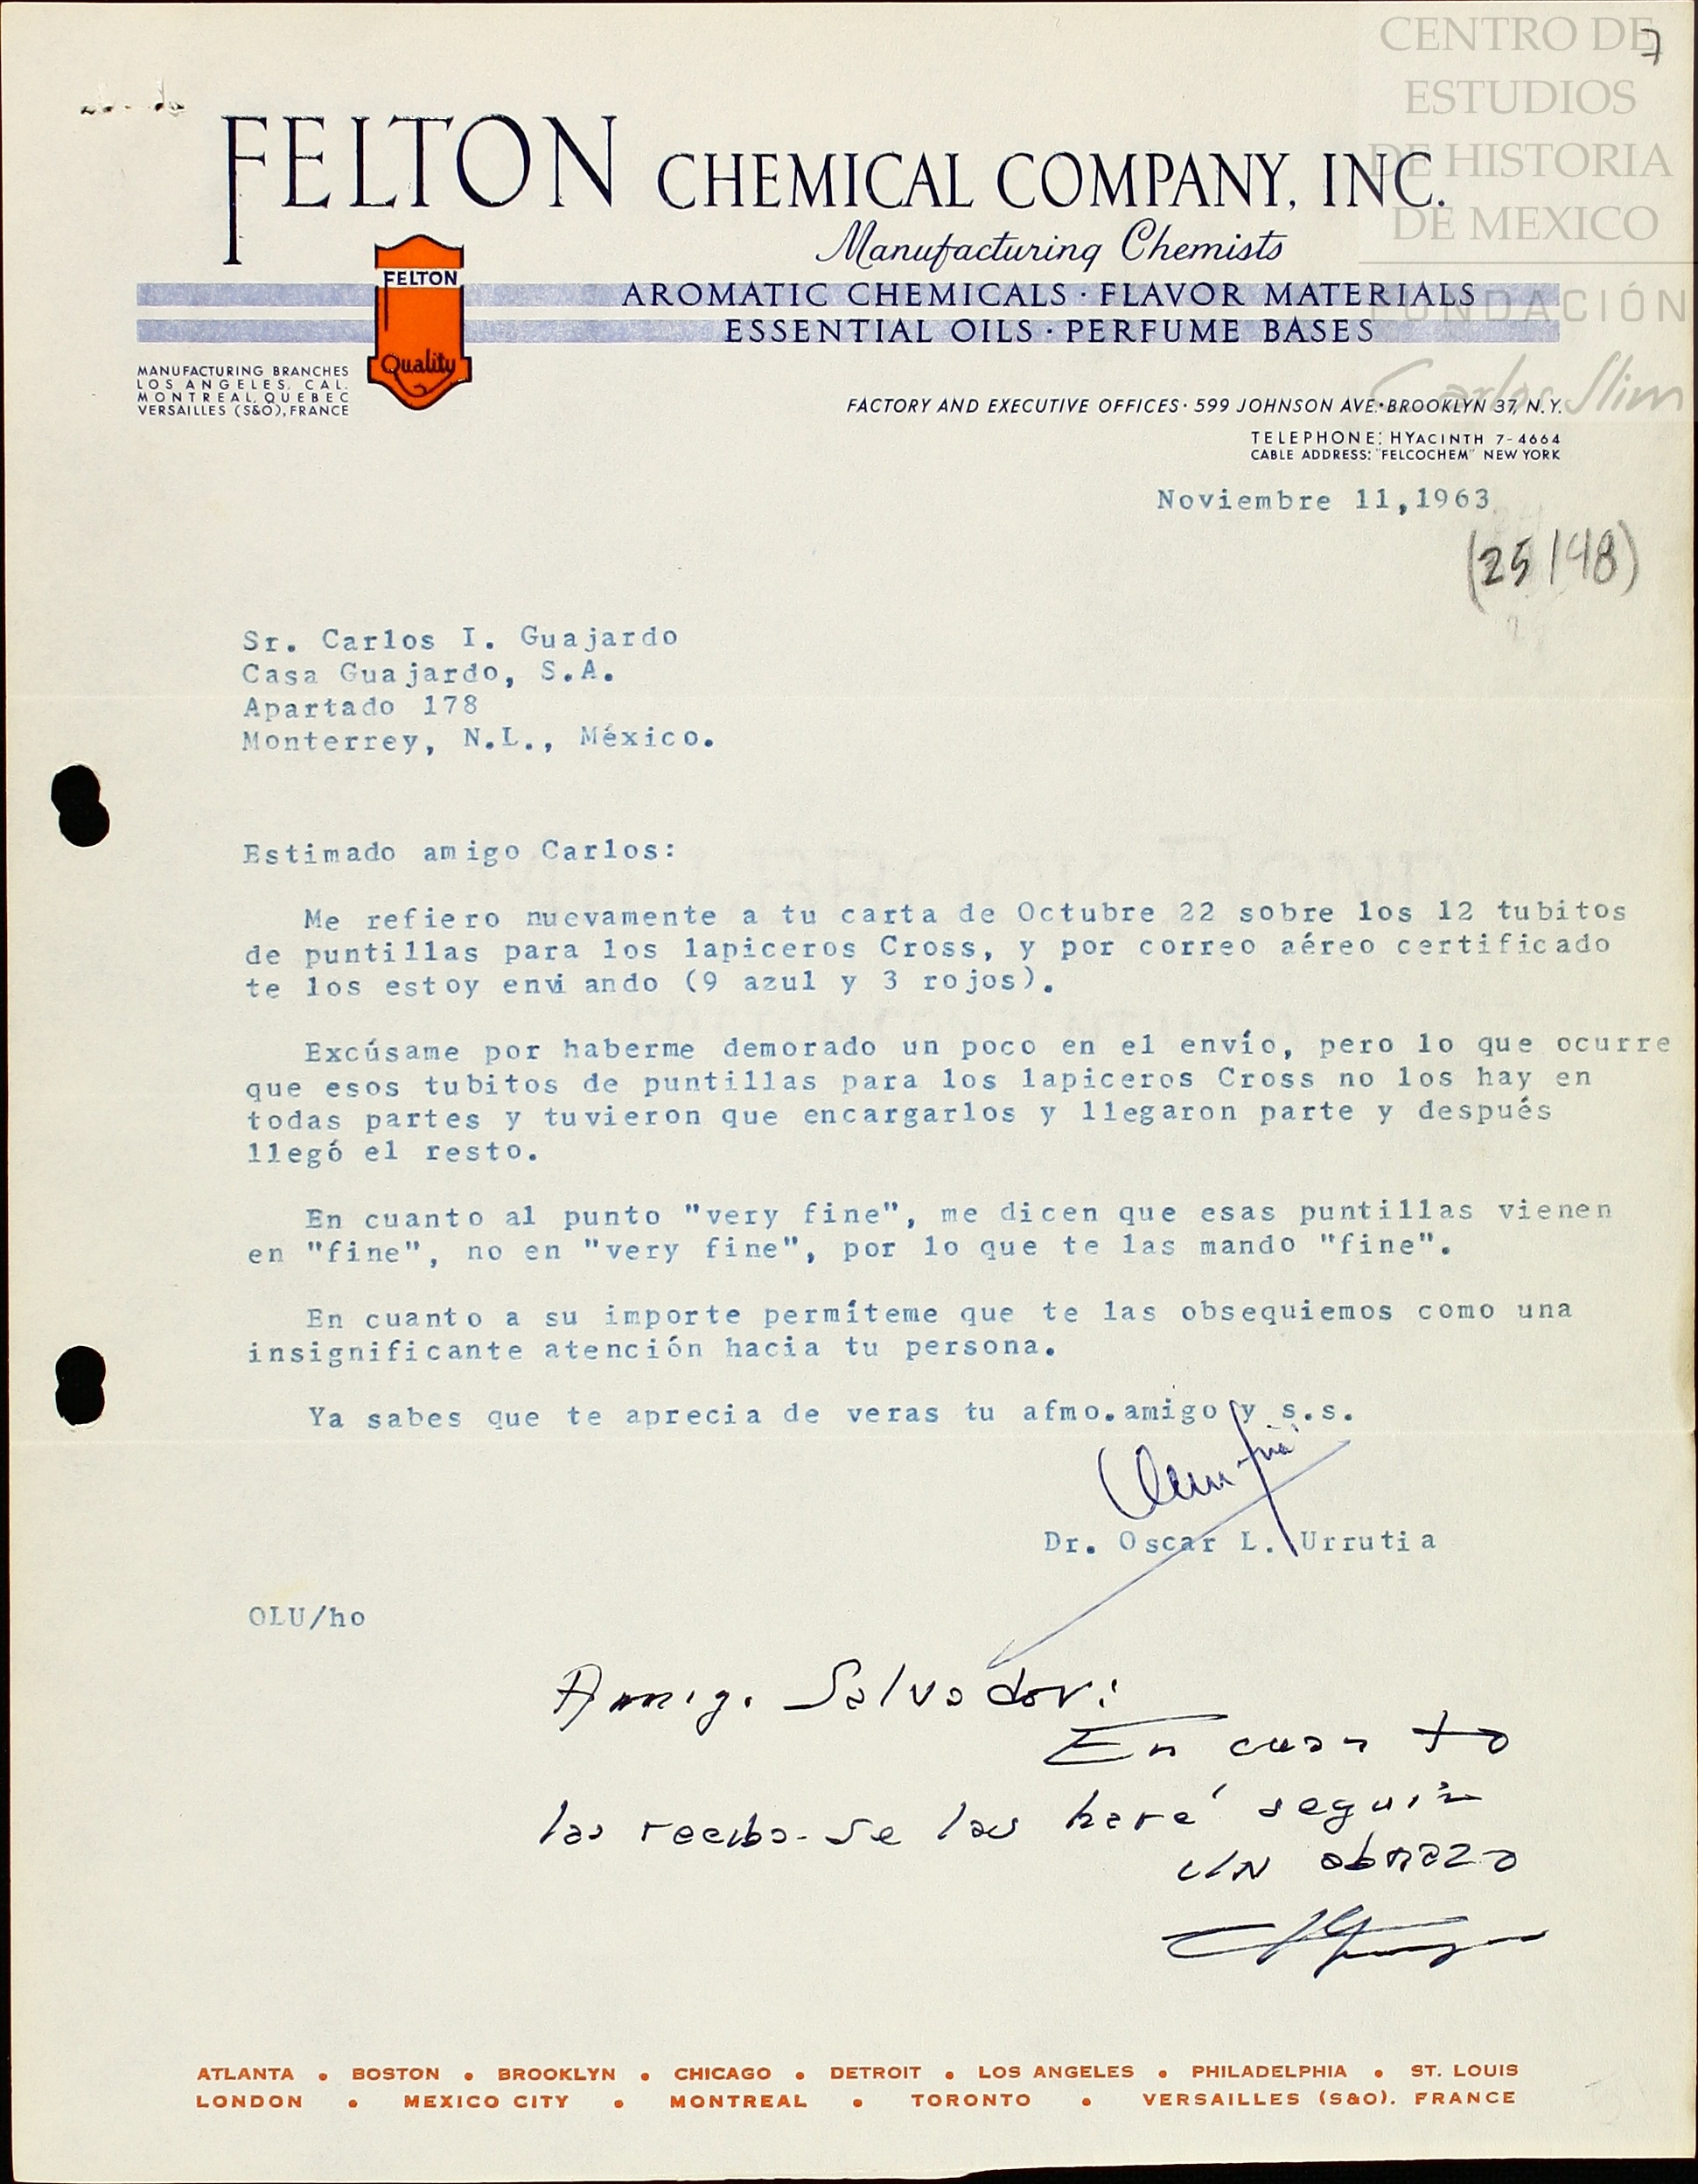 CENTRO DE
ESTUDIOS
DE HISTORIA
DE MEXICO
FUNDACIÓN
Carlos Slim
7
FELTON CHEMICAL COMPANY, INC.
Manufacturing Chemists
AROMATIC CHEMICALS · FLAVOR MATERIALS
ESSENTIAL OILS · PERFUME BASES
FELTON
Quality
MANUFACTURING BRANCHES
LOS ANGELES, CAL.
MONTREAL, QUEBEC
VERSAILLES (S&O), FRANCE
FACTORY AND EXECUTIVE OFFICES · 599 JOHNSON AVE. · BROOKLYN 37, N.Y.
TELEPHONE: HYACINTH 7-4664
CABLE ADDRESS: "FELCOCHEM" NEW YORK
Noviembre 11,1963
(25/48)
Sr. Carlos I. Guajardo
Casa Guajardo, S.A.
Apartado 178
Monterrey, N.L., México.
Estimado amigo Carlos:
Me refiero nuevamente a tu carta de Octubre 22 sobre los 12 tubitos
de puntillas para los lapiceros Cross, y por correo aéreo certificado
te los estoy enviando (9 azul y 3 rojos).
Excúsame por haberme demorado un poco en el envío, pero lo que ocurre
que esos tubitos de puntillas para los lapiceros Cross no los hay en
todas partes y tuvieron que encargarlos y llegaron parte y después
llegó el resto.
En cuanto al punto "very fine", me dicen que esas puntillas vienen
en "fine", no en "very fine", por lo que te las mando "fine".
En cuanto a su importe permíteme que te las obsequiemos como una
insignificante atención hacia tu persona.
Ya sabes que te aprecia de veras tu afmo.amigo y s.s.
Dr. Oscar L. Urrutia
OLU/ho
Amigo Salvador:
En cuanto
las reciba se las haré seguir
un abrazo
ATLANTA • BOSTON • BROOKLYN • CHICAGO • DETROIT • LOS ANGELES • PHILADELPHIA • ST. LOUIS
LONDON • MEXICO CITY • MONTREAL • TORONTO • VERSAILLES (S&O). FRANCE